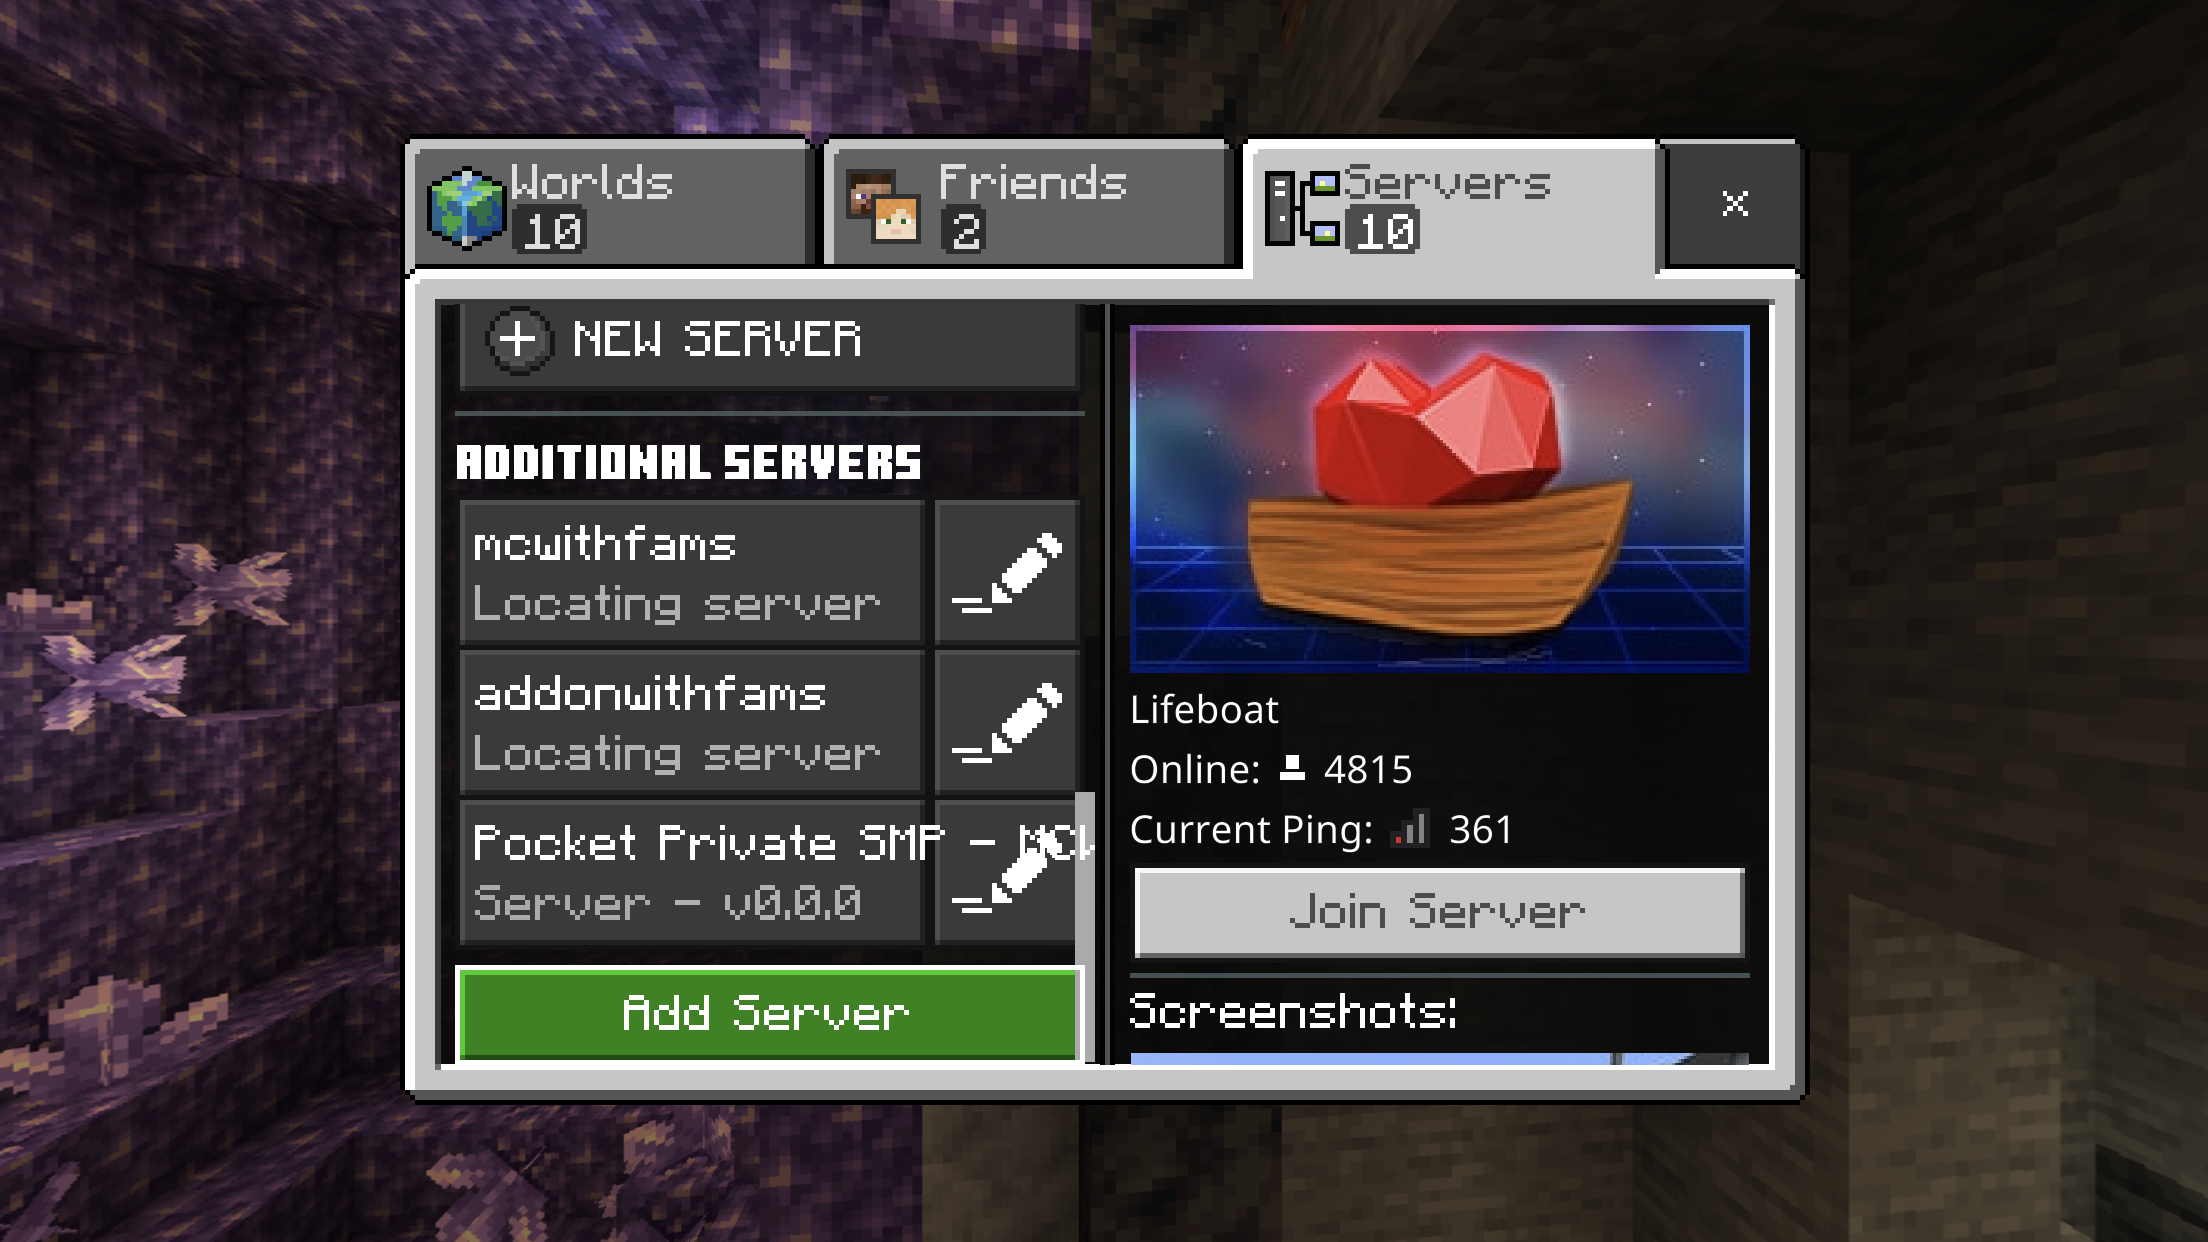 Worlds
10
Friends
2
Servers
10
NEW SERVER
ADDITIONAL SERVERS
mcwithfams
Locating server
addonwithfams
Locating server
Pocket Private SMP -
Server - v0.0.0
Add Server
Lifeboat
Online: 4815
Current Ping: 361
Join Server
Screenshots: